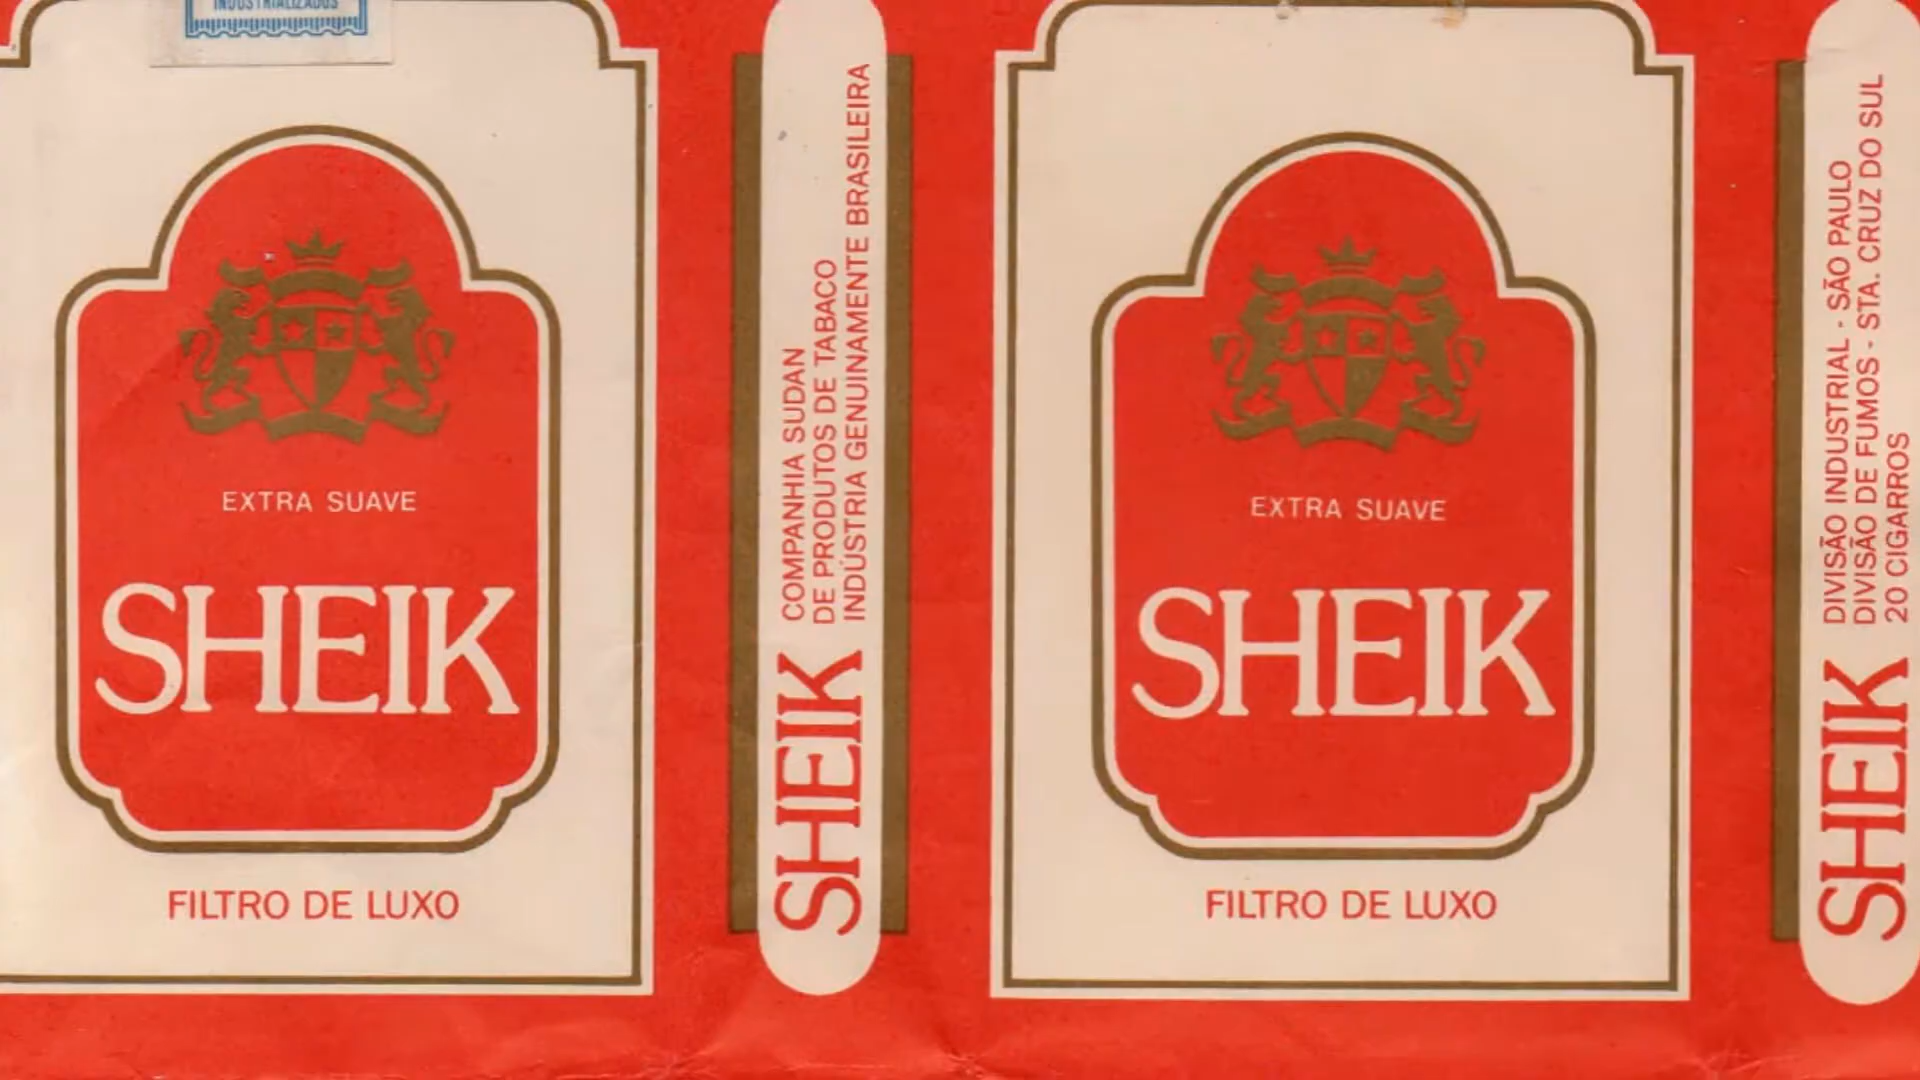 INDUSTRIALIZADOS
EXTRA SUAVE
SHEIK
FILTRO DE LUXO
SHEIK
COMPANHIA SUDAN
DE PRODUTOS DE TABACO
INDÚSTRIA GENUINAMENTE BRASILEIRA
EXTRA SUAVE
SHEIK
FILTRO DE LUXO
SHEIK
DIVISÃO INDUSTRIAL - SÃO PAULO
DIVISÃO DE FUMOS - STA. CRUZ DO SUL
20 CIGARROS